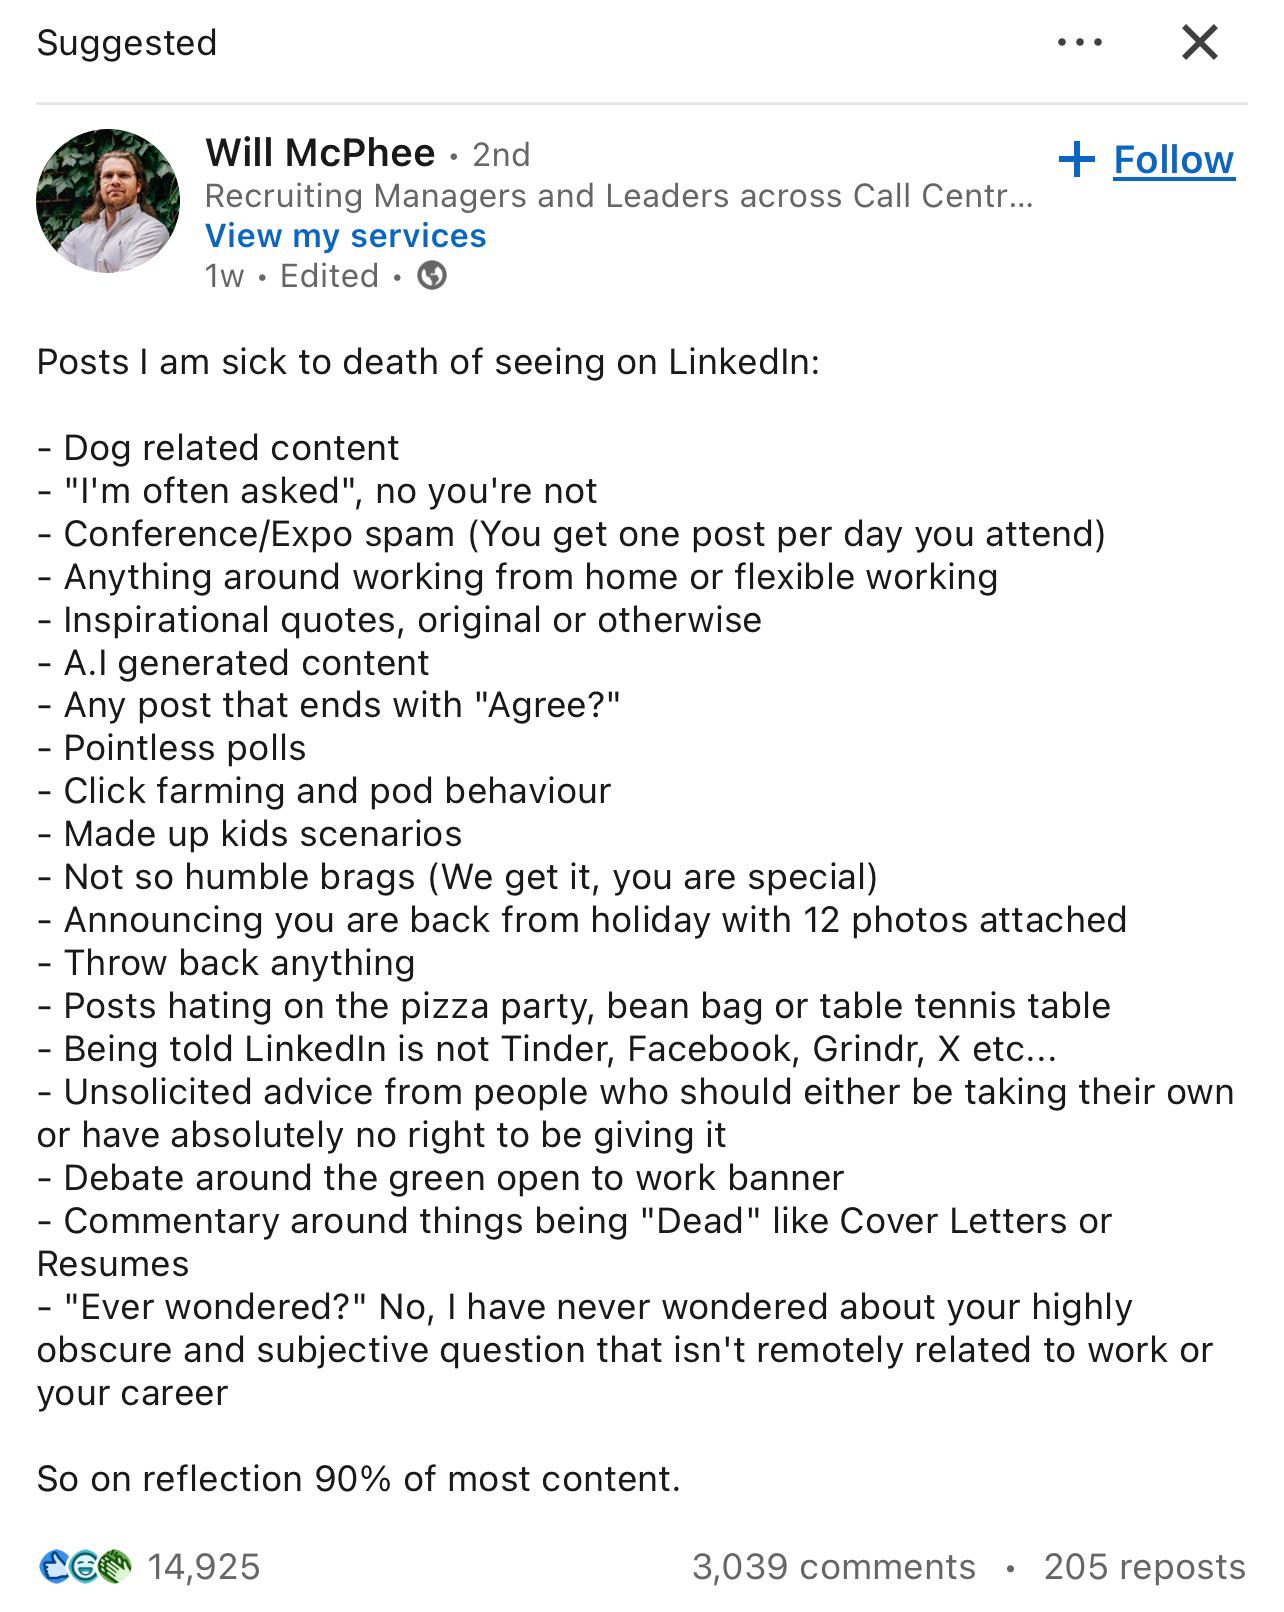 Suggested
Will McPhee · 2nd
+ Follow
Recruiting Managers and Leaders across Call Centr...
View my services
1w • Edited •
Posts I am sick to death of seeing on LinkedIn:
- Dog related content
- "I'm often asked", no you're not
- Conference/Expo spam (You get one post per day you attend)
- Anything around working from home or flexible working
- Inspirational quotes, original or otherwise
- A.I generated content
- Any post that ends with "Agree?"
- Pointless polls
- Click farming and pod behaviour
- Made up kids scenarios
- Not so humble brags (We get it, you are special)
- Announcing you are back from holiday with 12 photos attached
- Throw back anything
- Posts hating on the pizza party, bean bag or table tennis table
- Being told LinkedIn is not Tinder, Facebook, Grindr, X etc...
- Unsolicited advice from people who should either be taking their own
or have absolutely no right to be giving it
- Debate around the green open to work banner
- Commentary around things being "Dead" like Cover Letters or
Resumes
- "Ever wondered?" No, I have never wondered about your highly
obscure and subjective question that isn't remotely related to work or
your career
So on reflection 90% of most content.
14,925
3,039 comments • 205 reposts